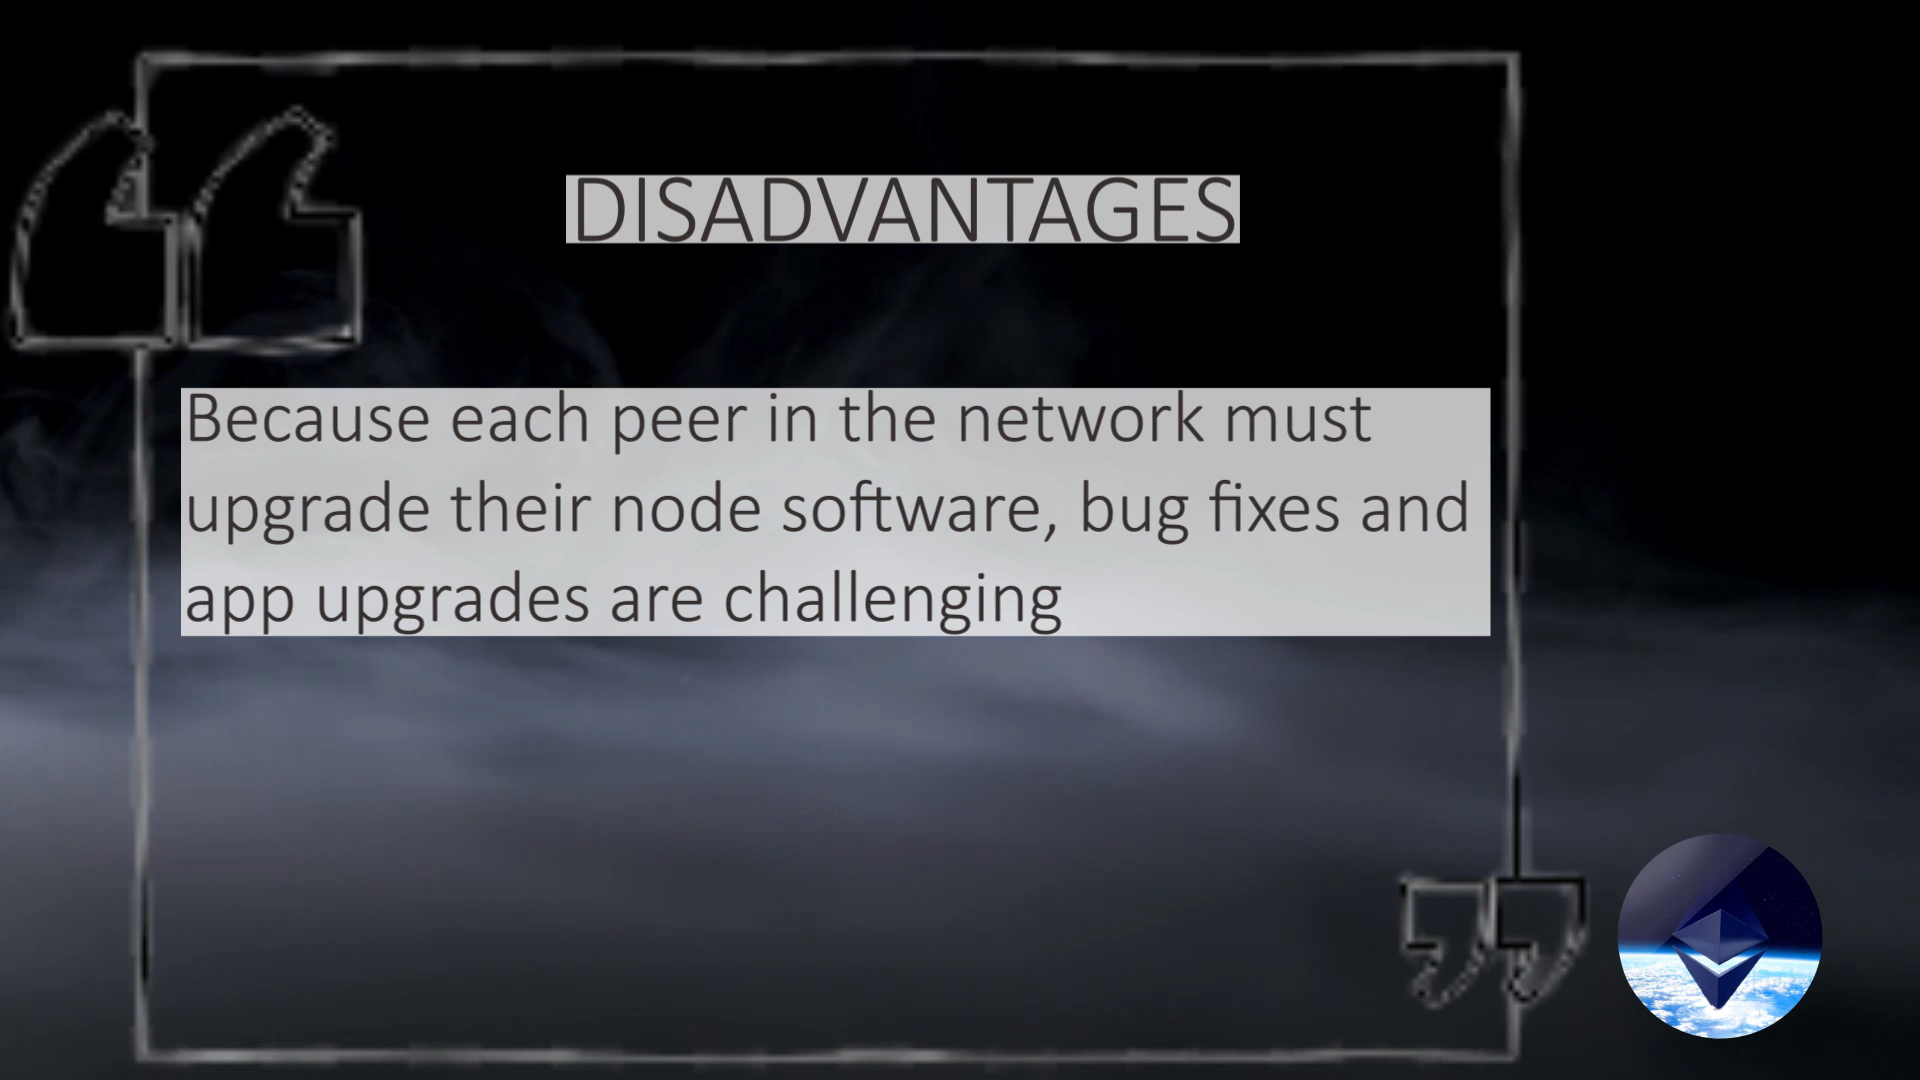 DISADVANTAGES
Because each peer in the network must
upgrade their node software, bug fixes and
app upgrades are challenging